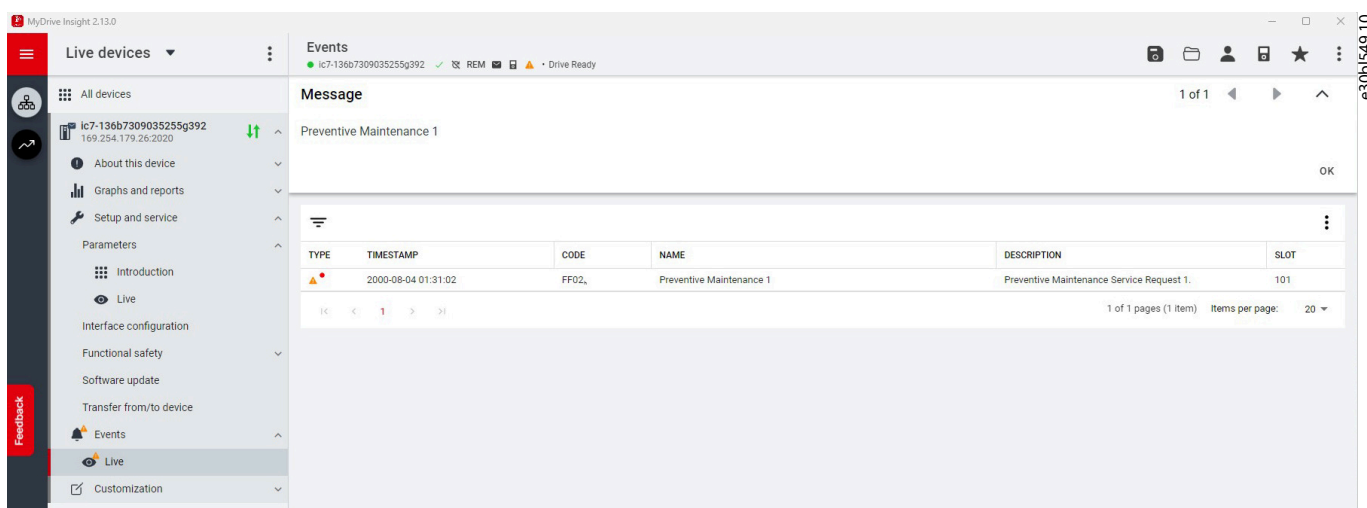 MyDrive Insight 2.13.0
Live devices
Events
ic7-136b7309035255g392 REM • Drive Ready
All devices
ic7-136b7309035255g392
169.254.179.26:2020
About this device
Graphs and reports
Setup and service
Parameters
Introduction
Live
Interface configuration
Functional safety
Software update
Transfer from/to device
Events
Live
Customization
Feedback
Message
1 of 1
Preventive Maintenance 1
OK
TYPE TIMESTAMP CODE NAME DESCRIPTION SLOT
2000-08-04 01:31:02 FF02ₕ Preventive Maintenance 1 Preventive Maintenance Service Request 1. 101
1
1 of 1 pages (1 item) Items per page: 20
e30bl549.10